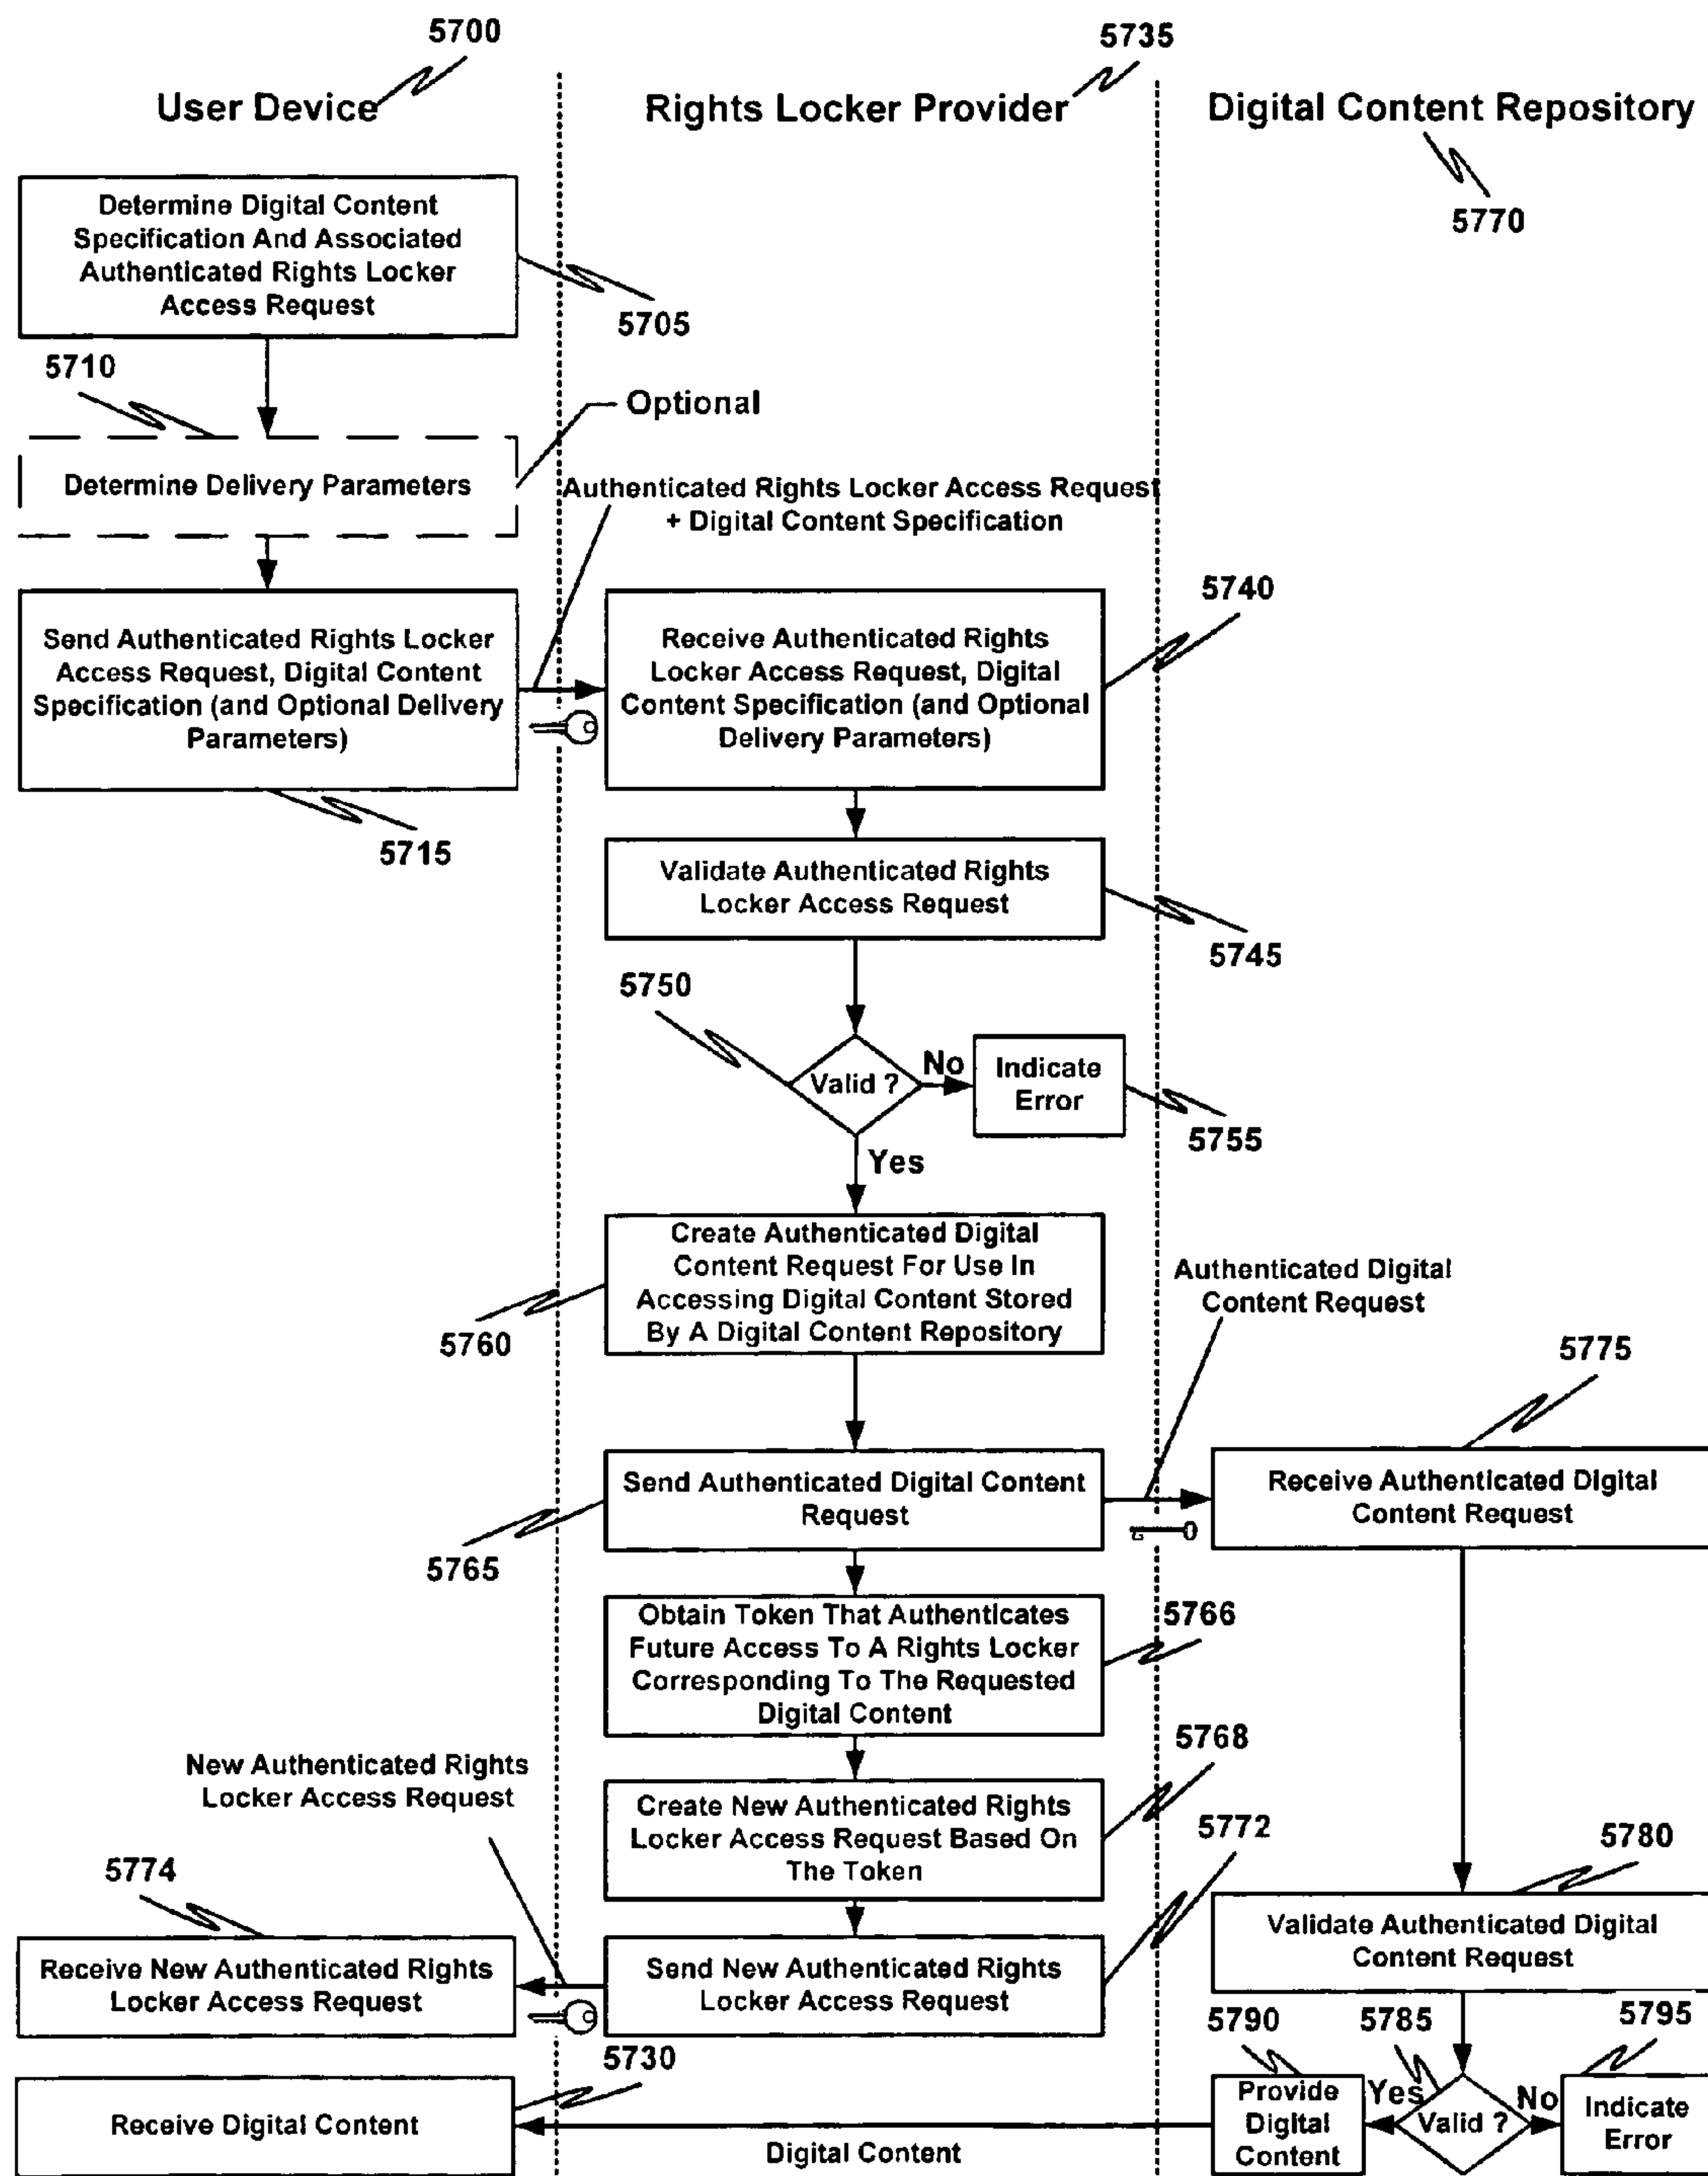 5700
5735
User Device
Rights Locker Provider
Digital Content Repository
5770
Determine Digital Content
Specification And Associated
Authenticated Rights Locker
Access Request
5705
5710
Optional
Determine Delivery Parameters
Authenticated Rights Locker Access Request
+ Digital Content Specification
5740
Send Authenticated Rights Locker
Access Request, Digital Content
Specification (and Optional Delivery
Parameters)
Receive Authenticated Rights
Locker Access Request, Digital
Content Specification (and Optional
Delivery Parameters)
5715
Validate Authenticated Rights
Locker Access Request
5745
5750
Valid ?
No
Indicate
Error
5755
Yes
Create Authenticated Digital
Content Request For Use In
Accessing Digital Content Stored
By A Digital Content Repository
5760
Authenticated Digital
Content Request
5775
Send Authenticated Digital Content
Request
Receive Authenticated Digital
Content Request
5765
Obtain Token That Authenticates
Future Access To A Rights Locker
Corresponding To The Requested
Digital Content
5766
5768
New Authenticated Rights
Locker Access Request
Create New Authenticated Rights
Locker Access Request Based On
The Token
5772
5780
5774
Validate Authenticated Digital
Content Request
Receive New Authenticated Rights
Locker Access Request
Send New Authenticated Rights
Locker Access Request
5790
5785
5795
5730
Receive Digital Content
Digital Content
Provide
Digital
Content
Yes
Valid ?
No
Indicate
Error